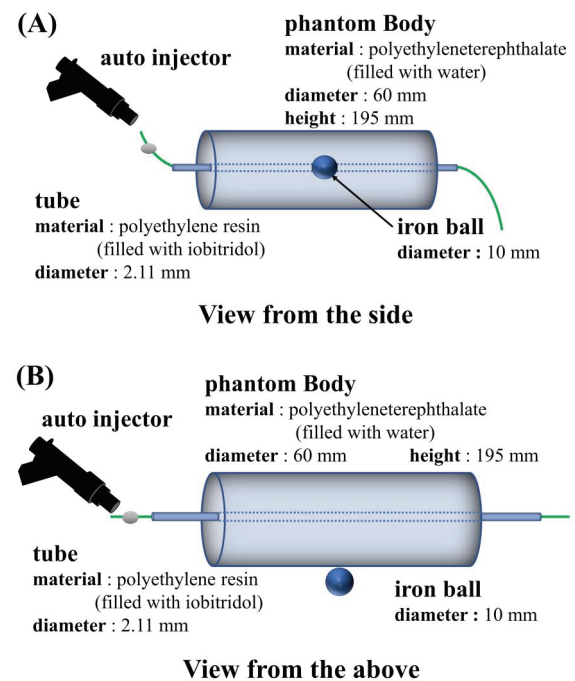 (A)
phantom Body
material : polyethyleneterephthalate
(filled with water)
diameter : 60 mm
height : 195 mm
auto injector
tube
material : polyethylene resin
(filled with iobitridol)
diameter : 2.11 mm
iron ball
diameter : 10 mm
View from the side
(B)
phantom Body
material : polyethyleneterephthalate
(filled with water)
diameter : 60 mm height : 195 mm
auto injector
tube
material : polyethylene resin
(filled with iobitridol)
diameter : 2.11 mm
iron ball
diameter : 10 mm
View from the above